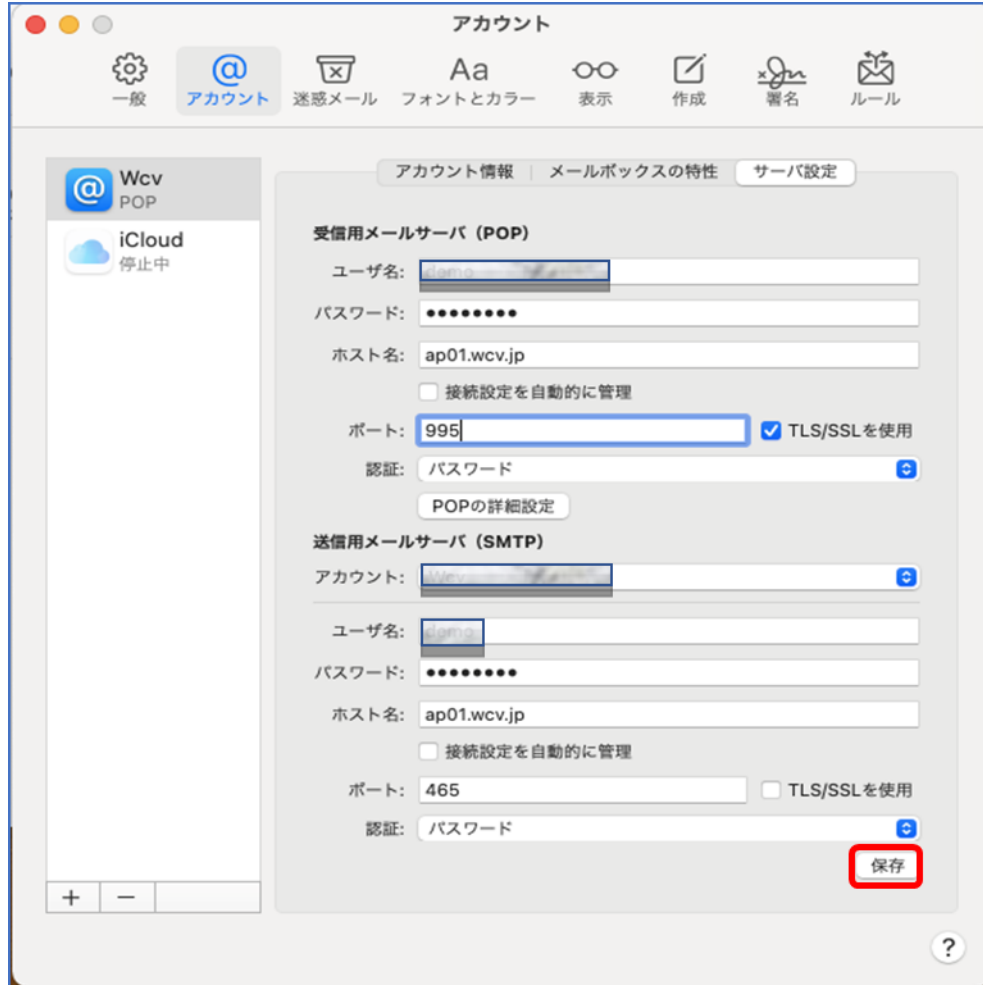 アカウント
一般
アカウント
迷惑メール
Aa
フォントとカラー
表示
作成
署名
ルール
Wcv
POP
iCloud
停止中
アカウント情報
メールボックスの特性
サーバ設定
受信用メールサーバ（POP）
ユーザ名: demo
パスワード: ••••••••
ホスト名: ap01.wcv.jp
接続設定を自動的に管理
ポート: 995 TLS/SSLを使用
認証: パスワード
POPの詳細設定
送信用メールサーバ（SMTP）
アカウント:
ユーザ名: demo
パスワード: ••••••••
ホスト名: ap01.wcv.jp
接続設定を自動的に管理
ポート: 465 TLS/SSLを使用
認証: パスワード
保存
+ −
?